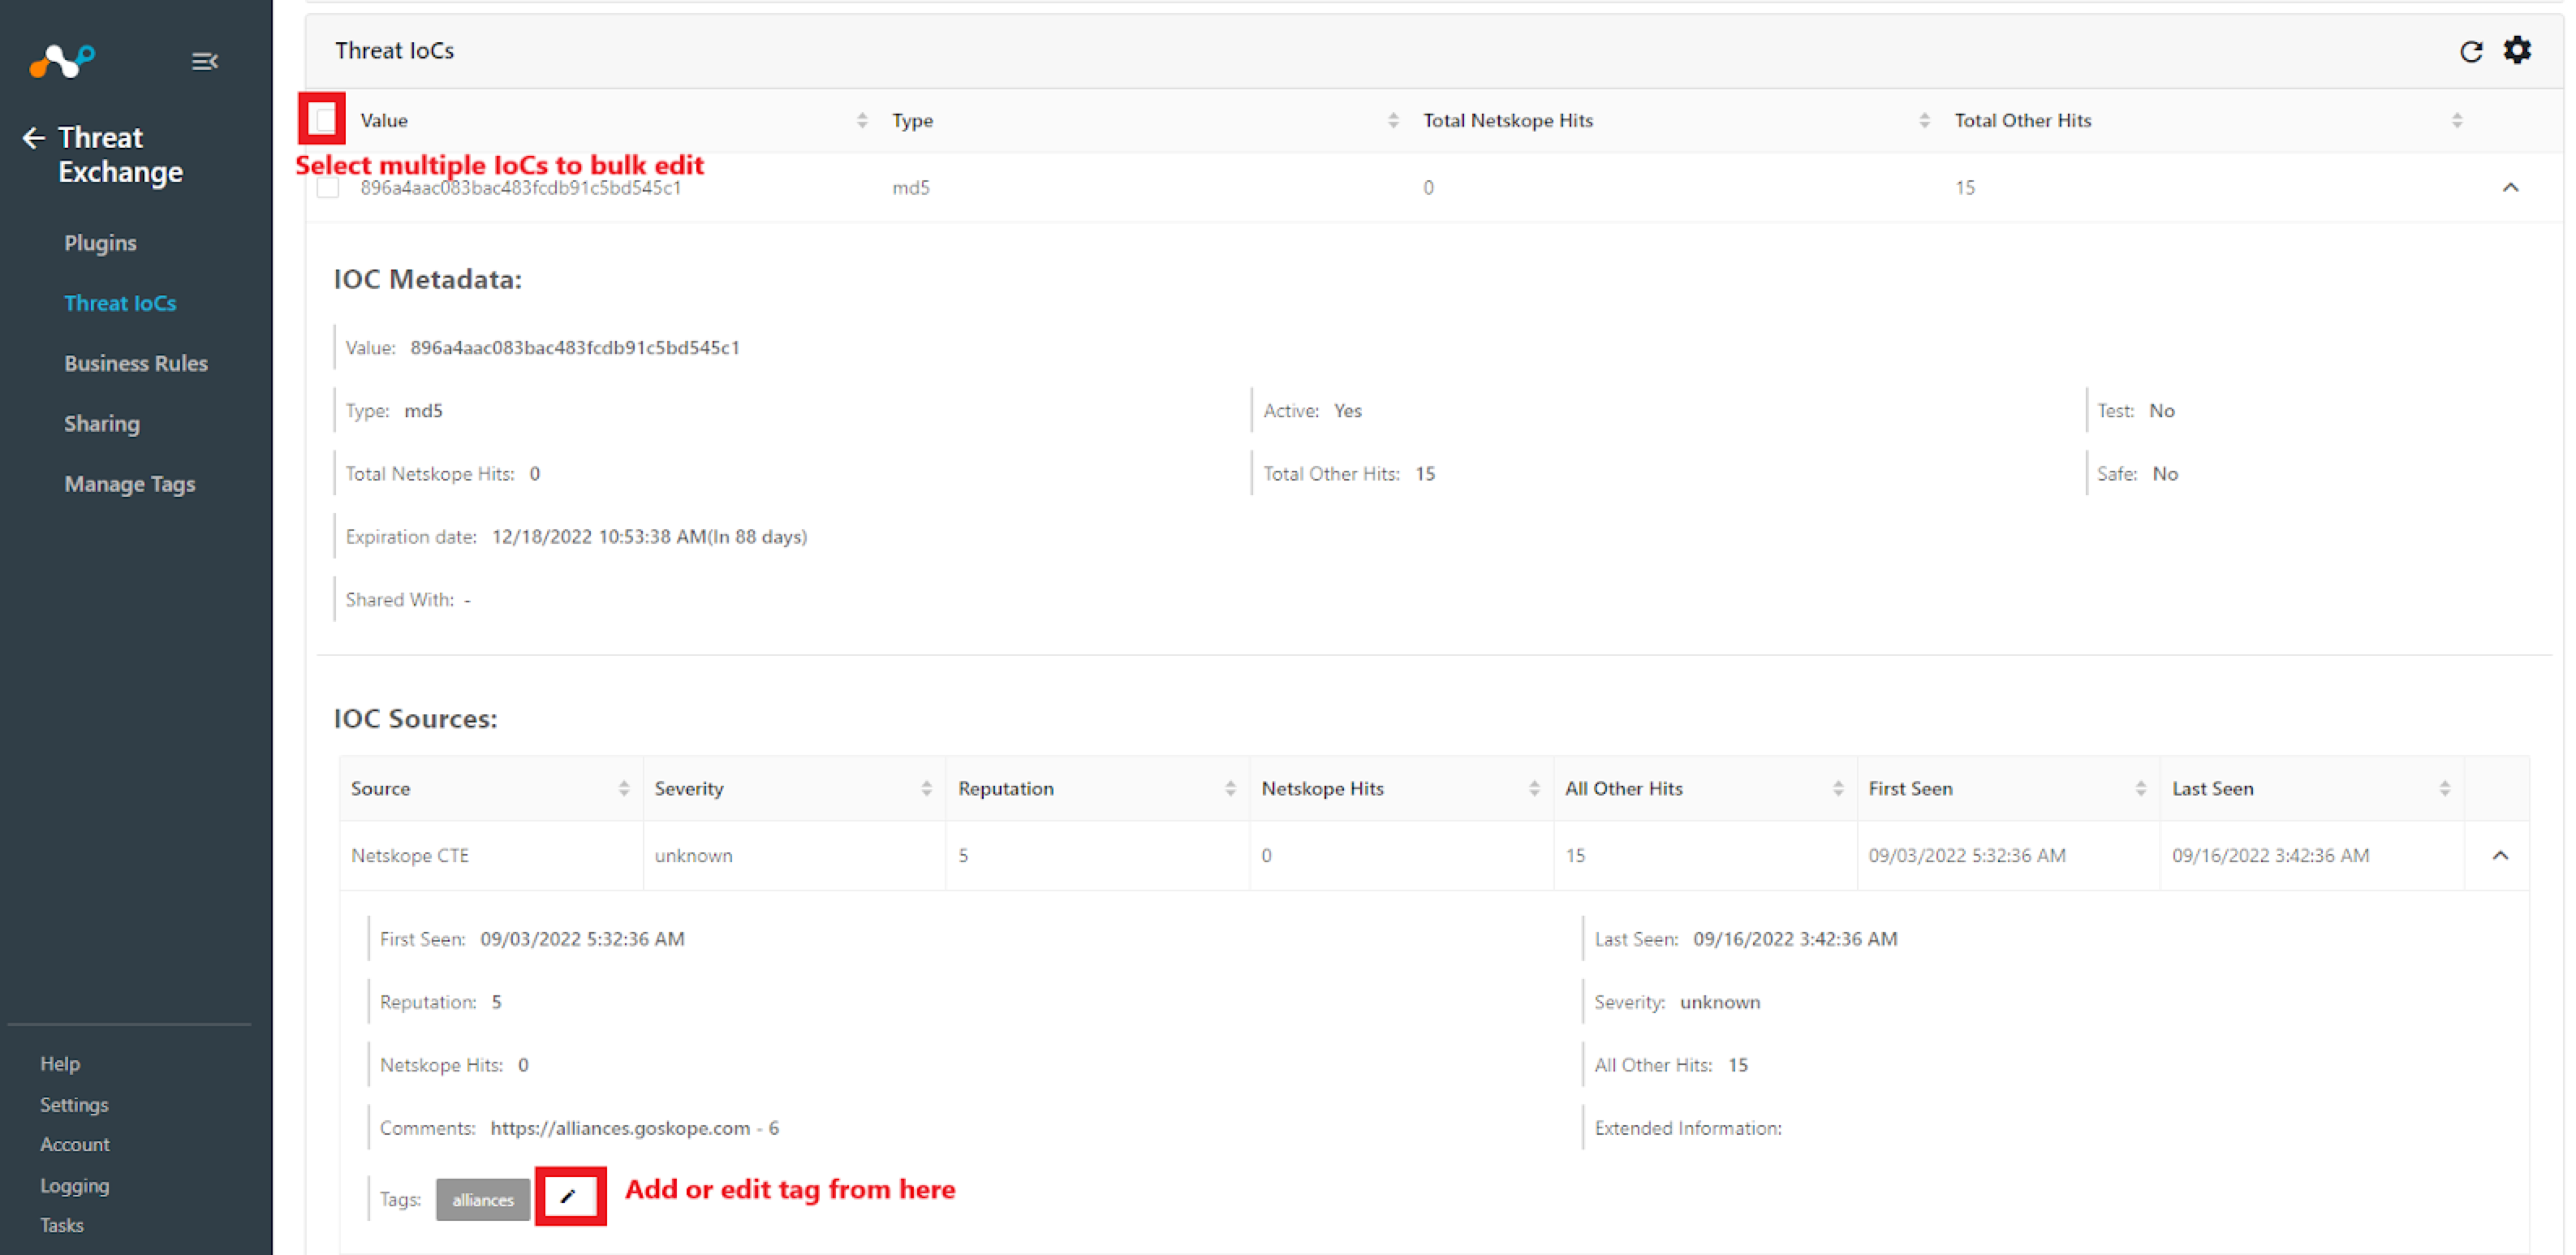 Threat
Exchange
Plugins
Threat IoCs
Business Rules
Sharing
Manage Tags
Help
Settings
Account
Logging
Tasks
Threat IoCs
Value Type Total Netskope Hits Total Other Hits
Select multiple IoCs to bulk edit
896a4aac083bac483fcdb91c5bd545c1 md5 0 15
IOC Metadata:
Value: 896a4aac083bac483fcdb91c5bd545c1
Type: md5 Active: Yes Test: No
Total Netskope Hits: 0 Total Other Hits: 15 Safe: No
Expiration date: 12/18/2022 10:53:38 AM(In 88 days)
Shared With: -
IOC Sources:
Source Severity Reputation Netskope Hits All Other Hits First Seen Last Seen
Netskope CTE unknown 5 0 15 09/03/2022 5:32:36 AM 09/16/2022 3:42:36 AM
First Seen: 09/03/2022 5:32:36 AM Last Seen: 09/16/2022 3:42:36 AM
Reputation: 5 Severity: unknown
Netskope Hits: 0 All Other Hits: 15
Comments: https://alliances.goskope.com - 6 Extended Information:
Tags: alliances Add or edit tag from here